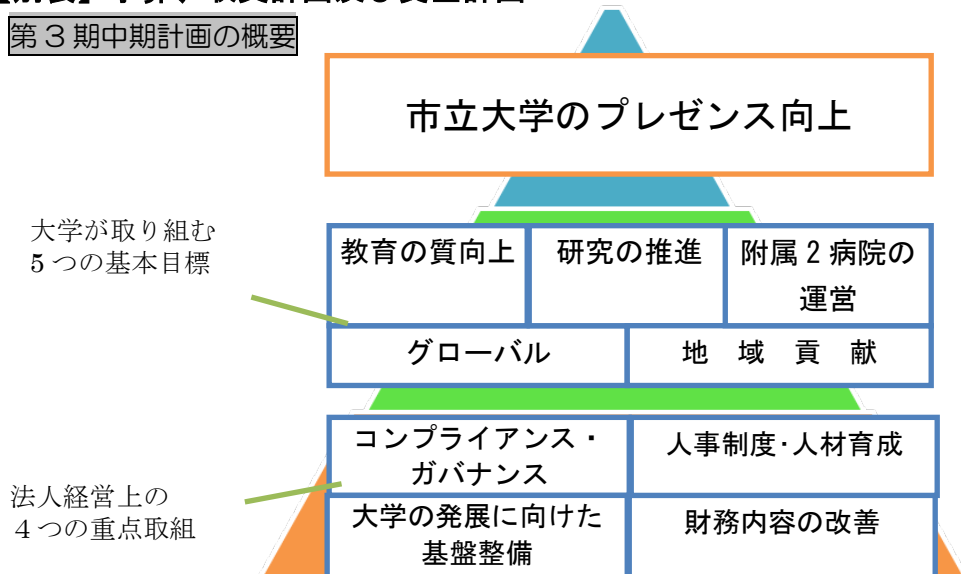 第３期中期計画の概要
市立大学のプレゼンス向上
大学が取り組む
5 つの基本目標
教育の質向上
研究の推進
附属２病院の
運営
グローバル
地 域 貢 献
法人経営上の
４つの重点取組
コンプライアンス・
ガバナンス
人事制度･人材育成
大学の発展に向けた
基盤整備
財務内容の改善